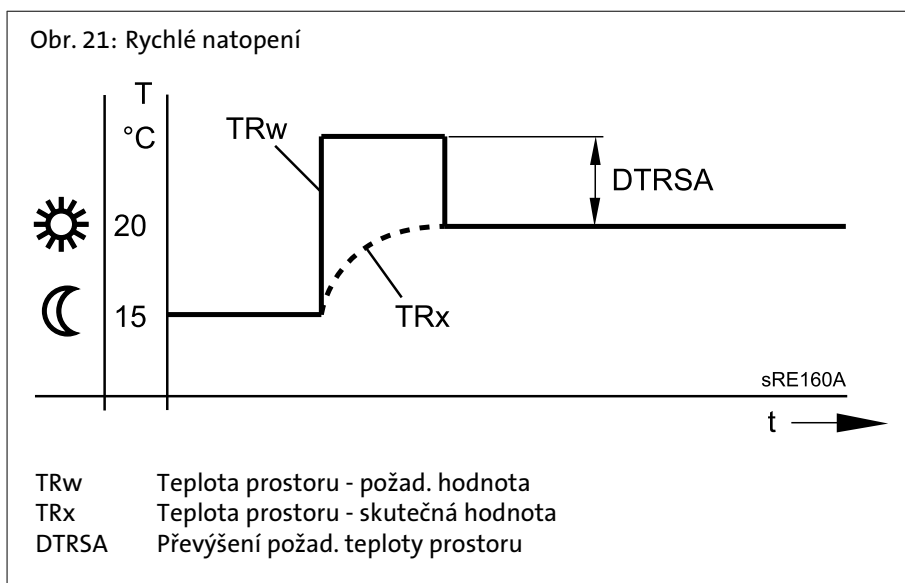 Obr. 21: Rychlé natopení
T
°C
TRw
DTRSA
20
15
TRx
sRE160A
t
TRw Teplota prostoru - požad. hodnota
TRx Teplota prostoru - skutečná hodnota
DTRSA Převýšení požad. teploty prostoru